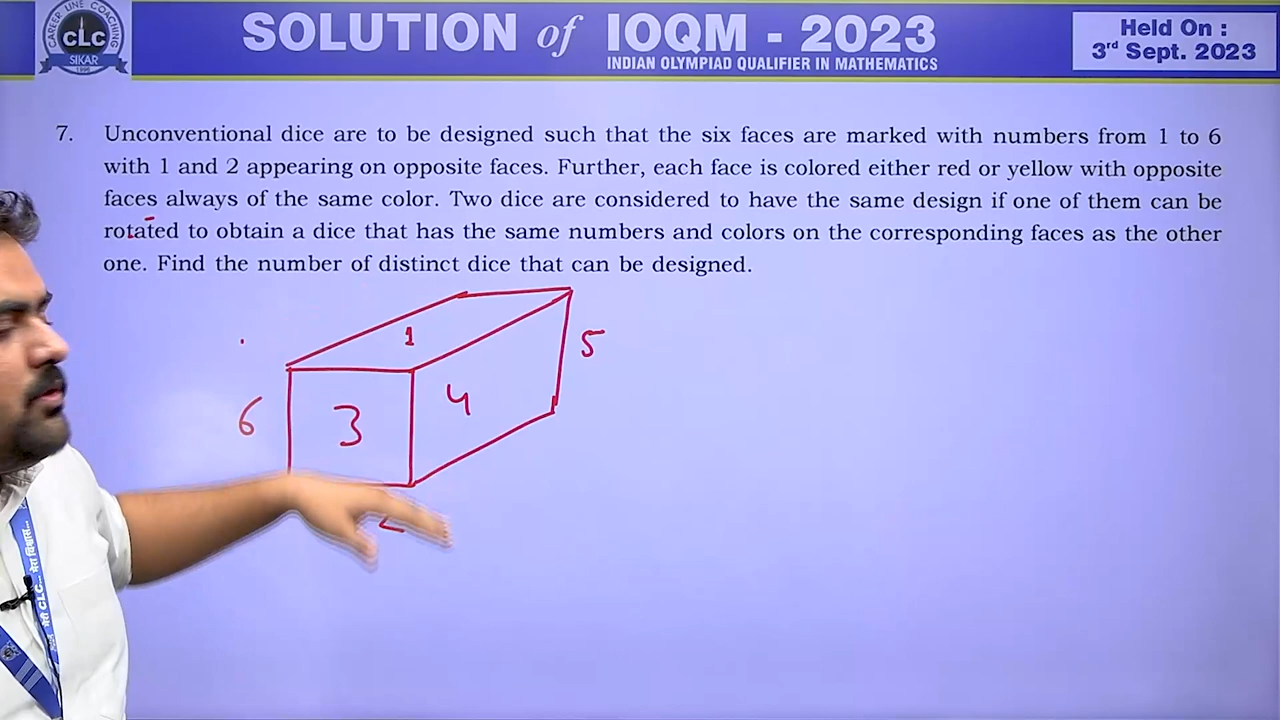 CAREER LINE COACHING
CLC
SIKAR
SOLUTION of IOQM - 2023
INDIAN OLYMPIAD QUALIFIER IN MATHEMATICS
Held On :
3rd Sept. 2023
7. Unconventional dice are to be designed such that the six faces are marked with numbers from 1 to 6
with 1 and 2 appearing on opposite faces. Further, each face is colored either red or yellow with opposite
faces always of the same color. Two dice are considered to have the same design if one of them can be
rotated to obtain a dice that has the same numbers and colors on the corresponding faces as the other
one. Find the number of distinct dice that can be designed.
1
5
6
3
4